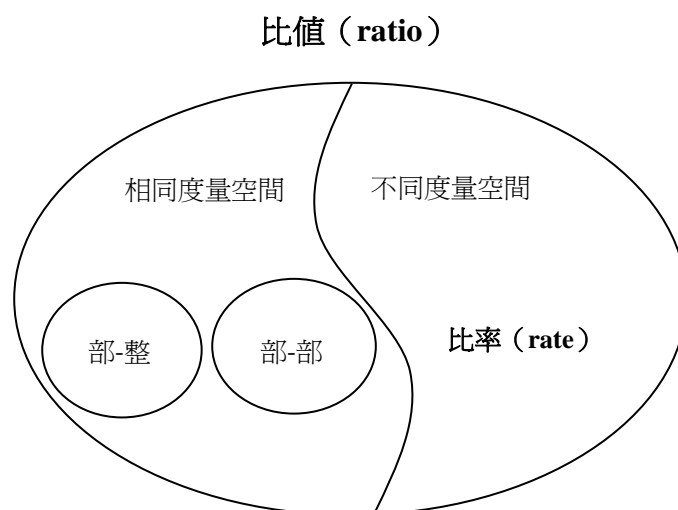 比值（ratio）
相同度量空間
不同度量空間
部-整
部-部
比率（rate）